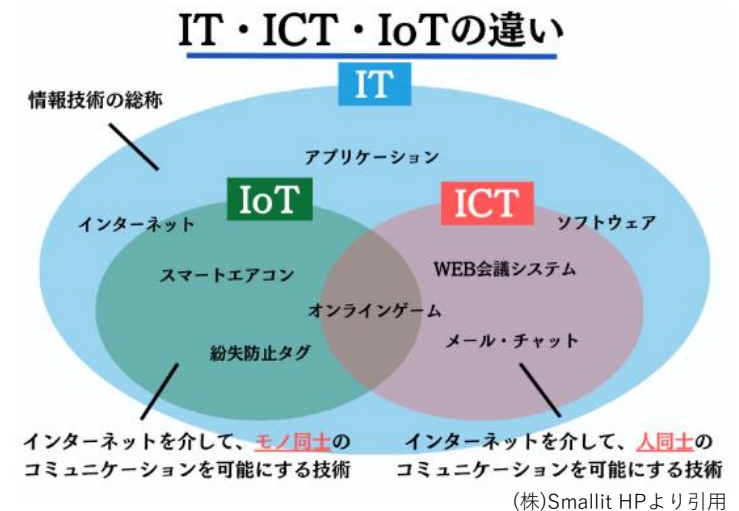 IT・ICT・IoTの違い
IT
情報技術の総称
アプリケーション
IoT
ICT
インターネット
ソフトウェア
スマートエアコン
WEB会議システム
オンラインゲーム
紛失防止タグ
メール・チャット
インターネットを介して、モノ同士の
コミュニケーションを可能にする技術
インターネットを介して、人同士の
コミュニケーションを可能にする技術
(株)Smallit HPより引用